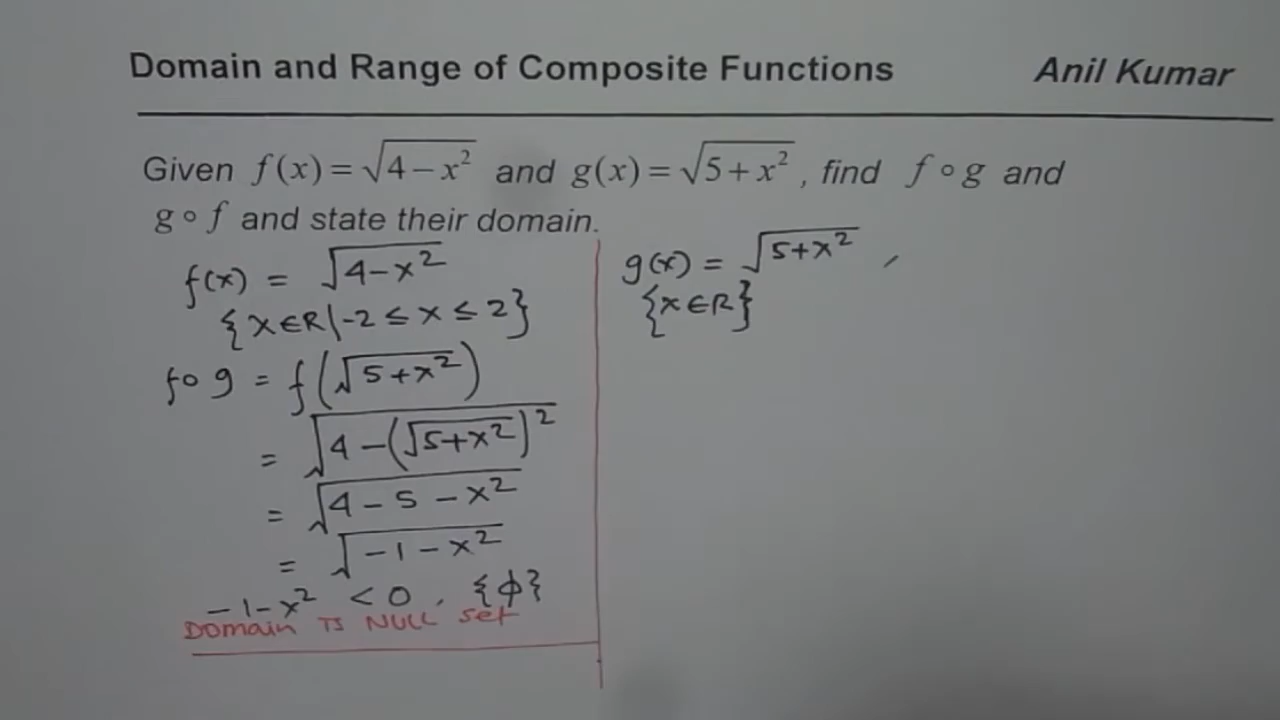 Domain and Range of Composite Functions Anil Kumar
Given f(x) = √(4 − x²) and g(x) = √(5 + x²), find f ∘ g and
g ∘ f and state their domain.
f(x) = √(4−x²)
{x∈R|-2 ≤ x ≤ 2}
fog = f(√(5+x²))
= √(4−(√(5+x²))²)
= √(4−5−x²)
= √(−1−x²)
−1−x² < 0, {ϕ}
Domain IS NULL set
g(x) = √(5+x²) ,
{x∈R}